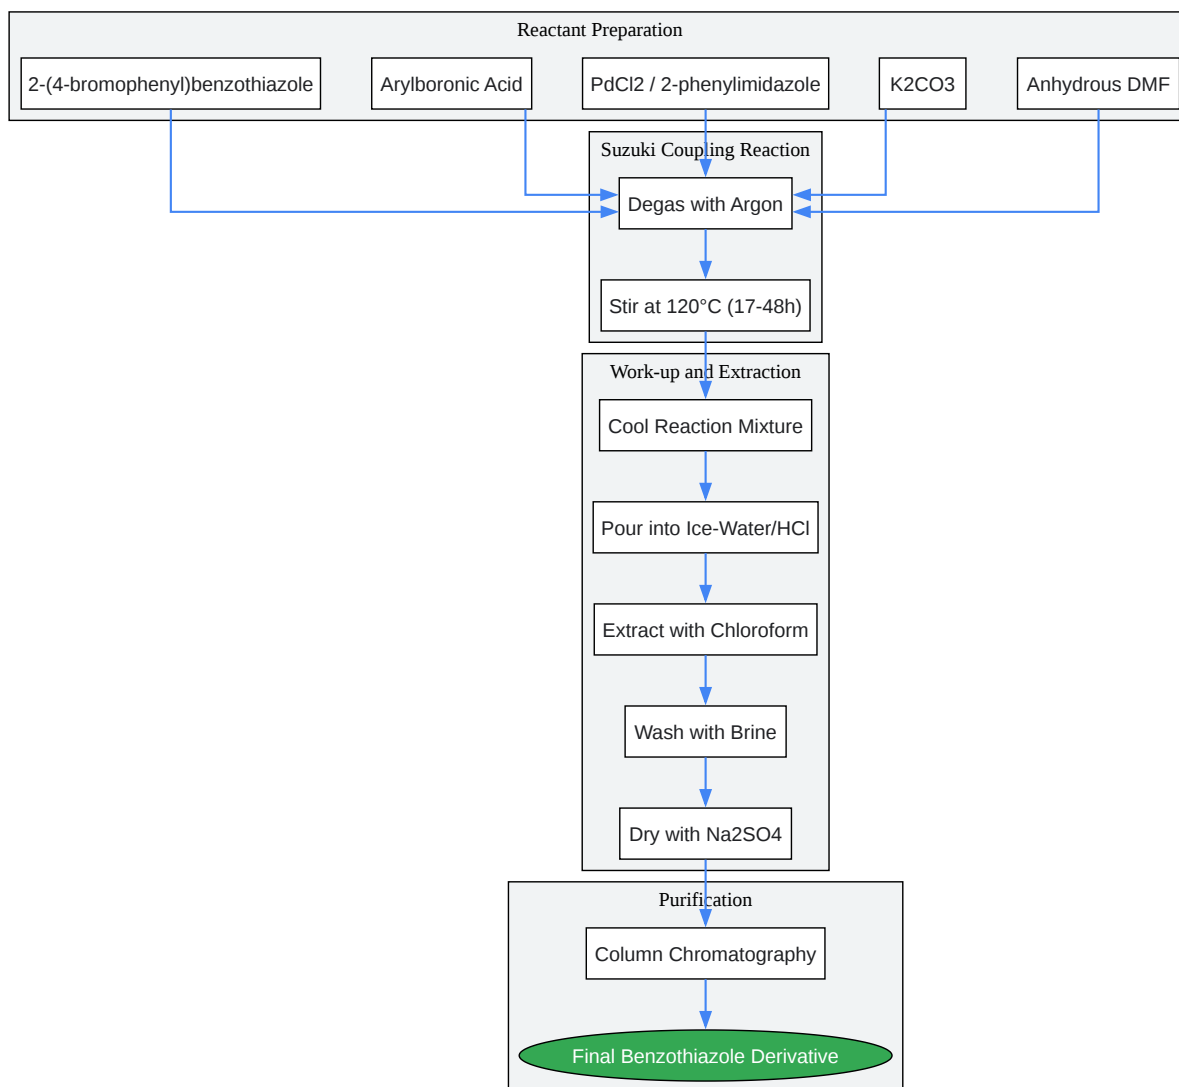 Reactant Preparation
2-(4-bromophenyl)benzothiazole
Arylboronic Acid
PdCl2 / 2-phenylimidazole
K2CO3
Anhydrous DMF
Suzuki Coupling Reaction
Degas with Argon
Stir at 120°C (17-48h)
Work-up and Extraction
Cool Reaction Mixture
Pour into Ice-Water/HCl
Extract with Chloroform
Wash with Brine
Dry with Na2SO4
Purification
Column Chromatography
Final Benzothiazole Derivative